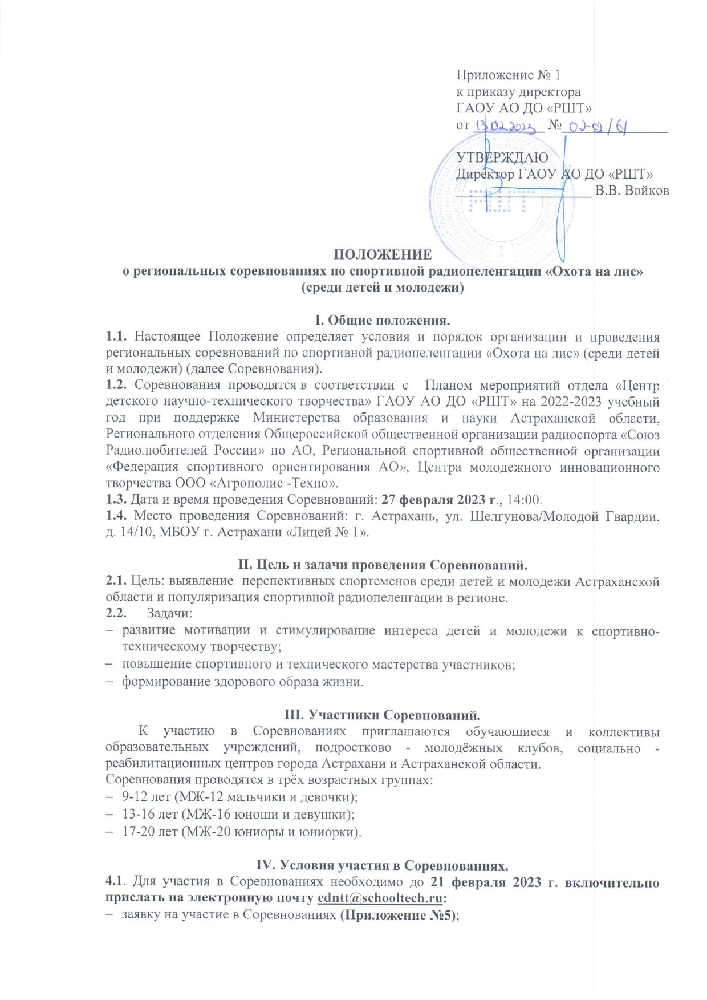 Приложение № 1
к приказу директора
ГАОУ АО ДО «РШТ»
от 13.02.2023 № 02-02/61
УТВЕРЖДАЮ
Директор ГАОУ АО ДО «РШТ»
В.В. Войков
РШТ
ПОЛОЖЕНИЕ
о региональных соревнованиях по спортивной радиопеленгации «Охота на лис»
(среди детей и молодежи)
I. Общие положения.
1.1. Настоящее Положение определяет условия и порядок организации и проведения
региональных соревнований по спортивной радиопеленгации «Охота на лис» (среди детей
и молодежи) (далее Соревнования).
1.2. Соревнования проводятся в соответствии с Планом мероприятий отдела «Центр
детского научно-технического творчества» ГАОУ АО ДО «РШТ» на 2022-2023 учебный
год при поддержке Министерства образования и науки Астраханской области,
Регионального отделения Общероссийской общественной организации радиоспорта «Союз
Радиолюбителей России» по АО, Региональной спортивной общественной организации
«Федерация спортивного ориентирования АО», Центра молодежного инновационного
творчества ООО «Агрополис -Техно».
1.3. Дата и время проведения Соревнований: 27 февраля 2023 г., 14:00.
1.4. Место проведения Соревнований: г. Астрахань, ул. Шелгунова/Молодой Гвардии,
д. 14/10, МБОУ г. Астрахани «Лицей № 1».
II. Цель и задачи проведения Соревнований.
2.1. Цель: выявление перспективных спортсменов среди детей и молодежи Астраханской
области и популяризация спортивной радиопеленгации в регионе.
2.2. Задачи:
– развитие мотивации и стимулирование интереса детей и молодежи к спортивно-
техническому творчеству;
– повышение спортивного и технического мастерства участников;
– формирование здорового образа жизни.
III. Участники Соревнований.
К участию в Соревнованиях приглашаются обучающиеся и коллективы
образовательных учреждений, подростково - молодёжных клубов, социально -
реабилитационных центров города Астрахани и Астраханской области.
Соревнования проводятся в трёх возрастных группах:
– 9-12 лет (МЖ-12 мальчики и девочки);
– 13-16 лет (МЖ-16 юноши и девушки);
– 17-20 лет (МЖ-20 юниоры и юниорки).
IV. Условия участия в Соревнованиях.
4.1. Для участия в Соревнованиях необходимо до 21 февраля 2023 г. включительно
прислать на электронную почту cdntt@schooltech.ru:
– заявку на участие в Соревнованиях (Приложение №5);